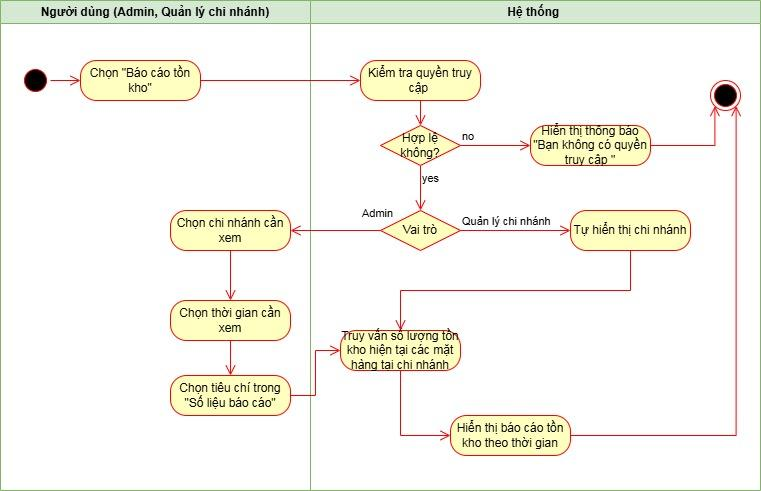 Người dùng (Admin, Quản lý chi nhánh)
Hệ thống
Chọn "Báo cáo tồn
kho"
Kiểm tra quyền truy
cập
Hợp lệ
không?
no
Hiển thị thông báo
"Bạn không có quyền
truy cập "
yes
Admin
Vai trò
Quản lý chi nhánh
Tự hiển thị chi nhánh
Chọn chi nhánh cần
xem
Chọn thời gian cần
xem
Truy vấn số lượng tồn
kho hiện tại các mặt
hàng tại chi nhánh
Chọn tiêu chí trong
"Số liệu báo cáo"
Hiển thị báo cáo tồn
kho theo thời gian